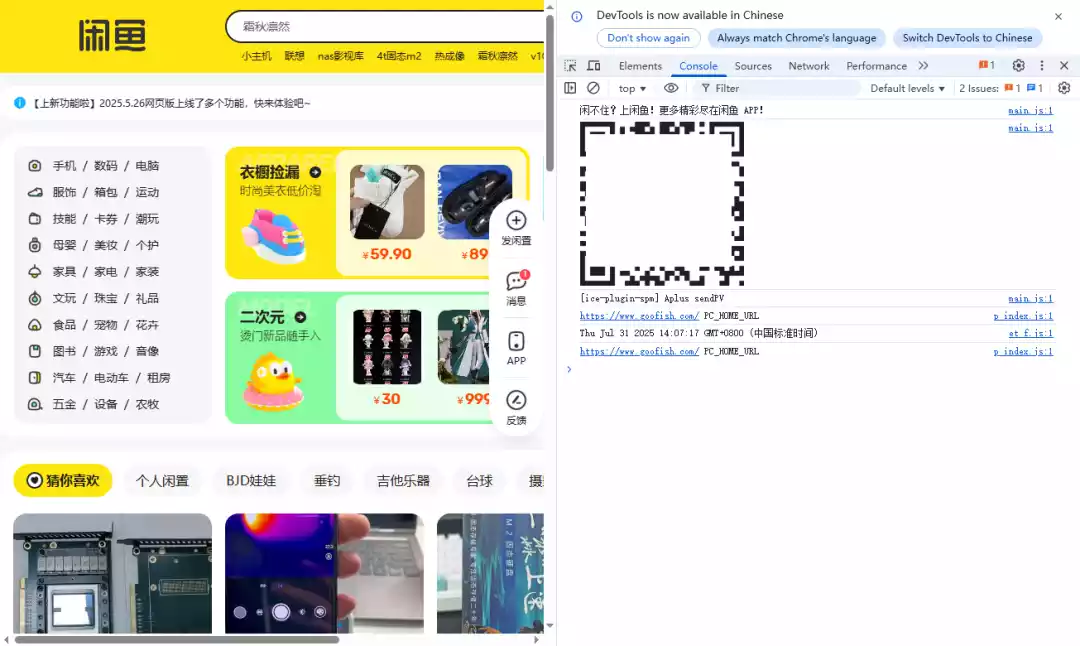 闲鱼
霜秋凛然
小主机 联想 nas影视库 4t固态m2 热成像 霜秋凛然
【上新功能啦】2025.5.26网页版上线了多个功能，快来体验吧~
手机 / 数码 / 电脑
服饰 / 箱包 / 运动
技能 / 卡券 / 潮玩
母婴 / 美妆 / 个护
家具 / 家电 / 家装
文玩 / 珠宝 / 礼品
食品 / 宠物 / 花卉
图书 / 游戏 / 音像
汽车 / 电动车 / 租房
五金 / 设备 / 农牧
衣橱捡漏
时尚美衣低价淘
¥59.90
¥89
二次元
烫门新品随手入
¥30
¥999
发闲置
1
消息
APP
反馈
猜你喜欢 个人闲置 BJD娃娃 垂钓 吉他乐器 台球 摄
DevTools is now available in Chinese
Don't show again Always match Chrome's language Switch DevTools to Chinese
Elements Console Sources Network Performance 1
top Filter Default levels 2 Issues: 1 1
闲不住？上闲鱼！更多精彩尽在闲鱼 APP！ main.js:1
main.js:1
[ice-plugin-spm] Aplus sendPV main.js:1
https://www.goofish.com/ PC_HOME_URL p_index.js:1
Thu Jul 31 2025 14:07:17 GMT+0800 (中国标准时间) et_f.js:1
https://www.goofish.com/ PC_HOME_URL p_index.js:1